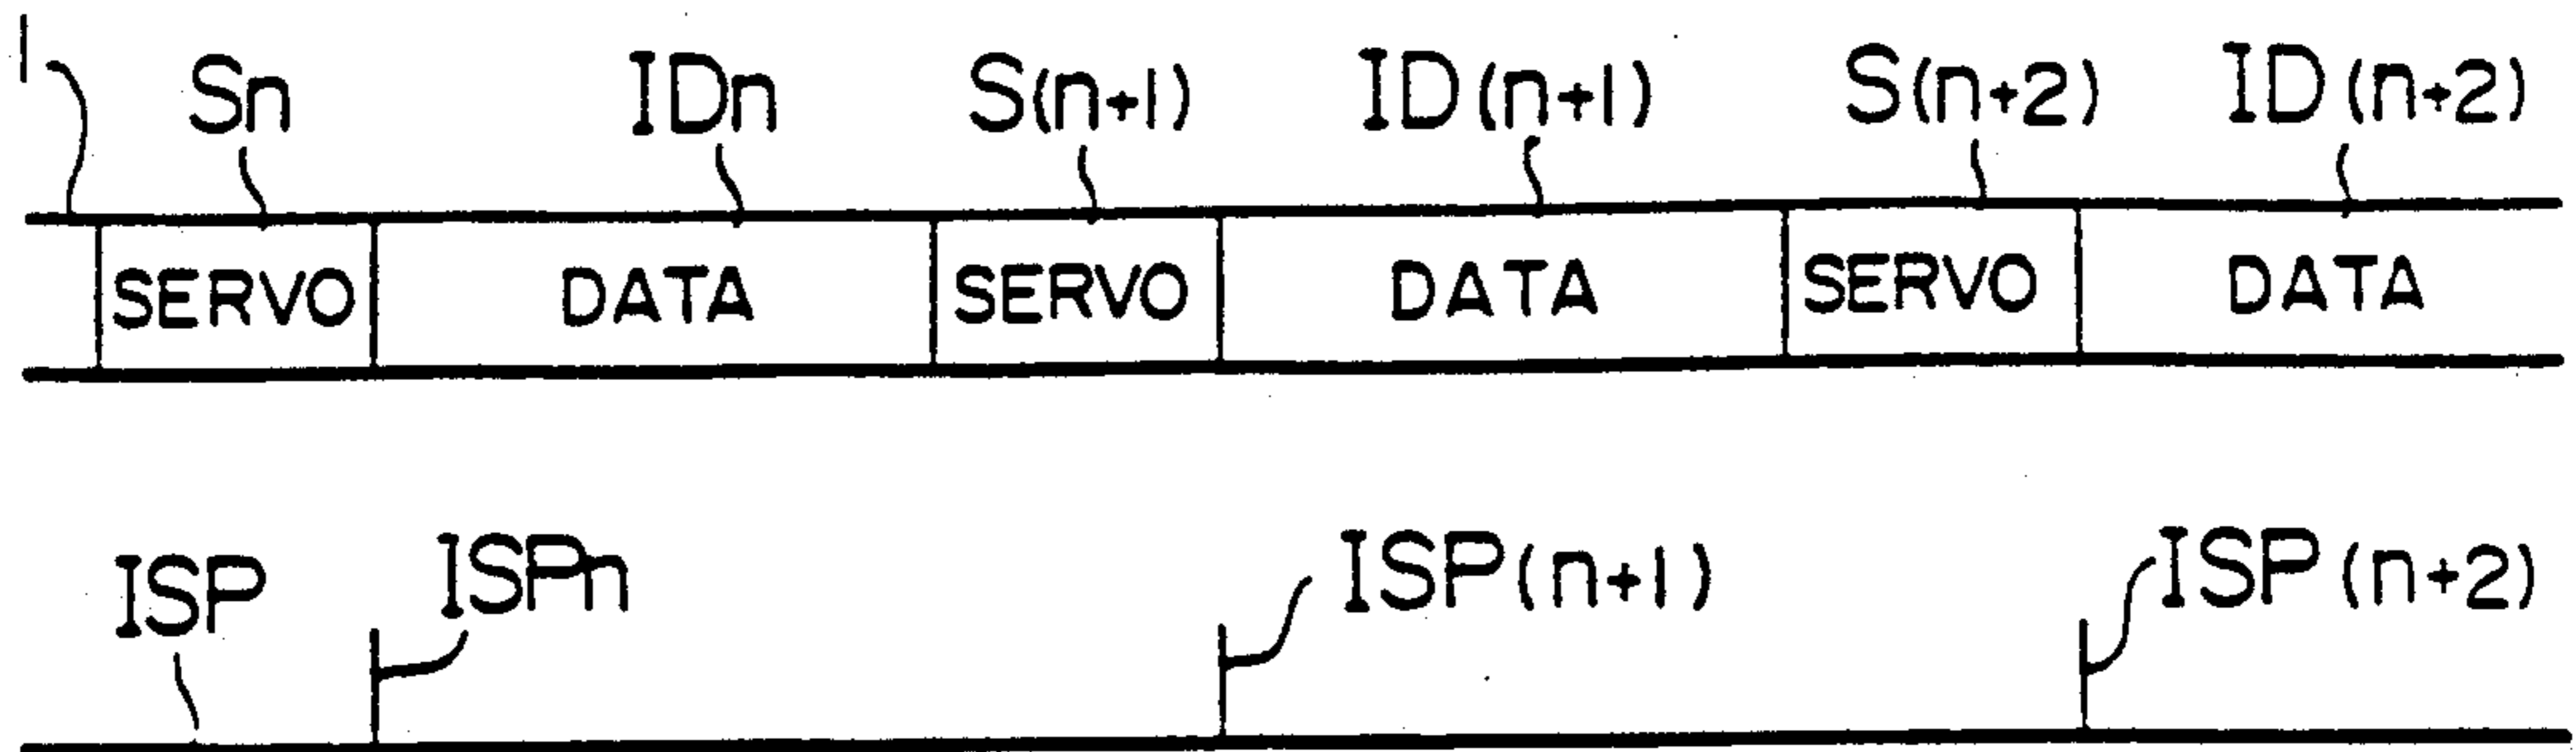 1 Sn IDn S(n+1) ID(n+1) S(n+2) ID(n+2)
SERVO DATA SERVO DATA SERVO DATA
ISP ISPn ISP(n+1) ISP(n+2)